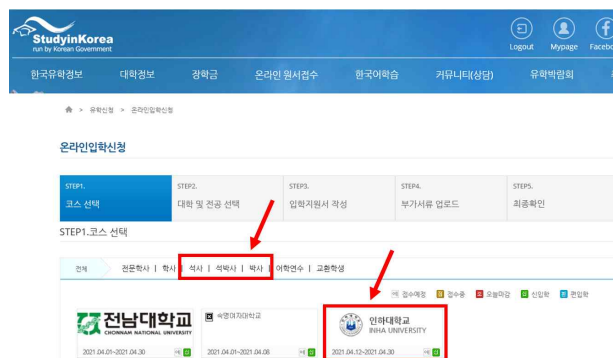 StudyinKorea
run by Korean Government
Logout Mypage Faceb
한국유학정보 대학정보 장학금 온라인 원서접수 한국어학습 커뮤니티(상담) 유학박람회
> 유학신청 > 온라인입학신청
온라인입학신청
STEP1. STEP2. STEP3. STEP4. STEP5.
코스 선택 대학 및 전공 선택 입학지원서 작성 부가서류 업로드 최종확인
STEP1.코스 선택
전체 전문학사 | 학사 | 석사 | 석박사 | 박사 | 어학연수 | 교환학생
접수예정 접수중 오늘마감 신입학 편입학
전남대학교 숙명여자대학교 인하대학교
CHONNAM NATIONAL UNIVERSITY INHA UNIVERSITY
2021.04.01~2021.04.30 2021.04.01~2021.04.08 2021.04.12~2021.04.30